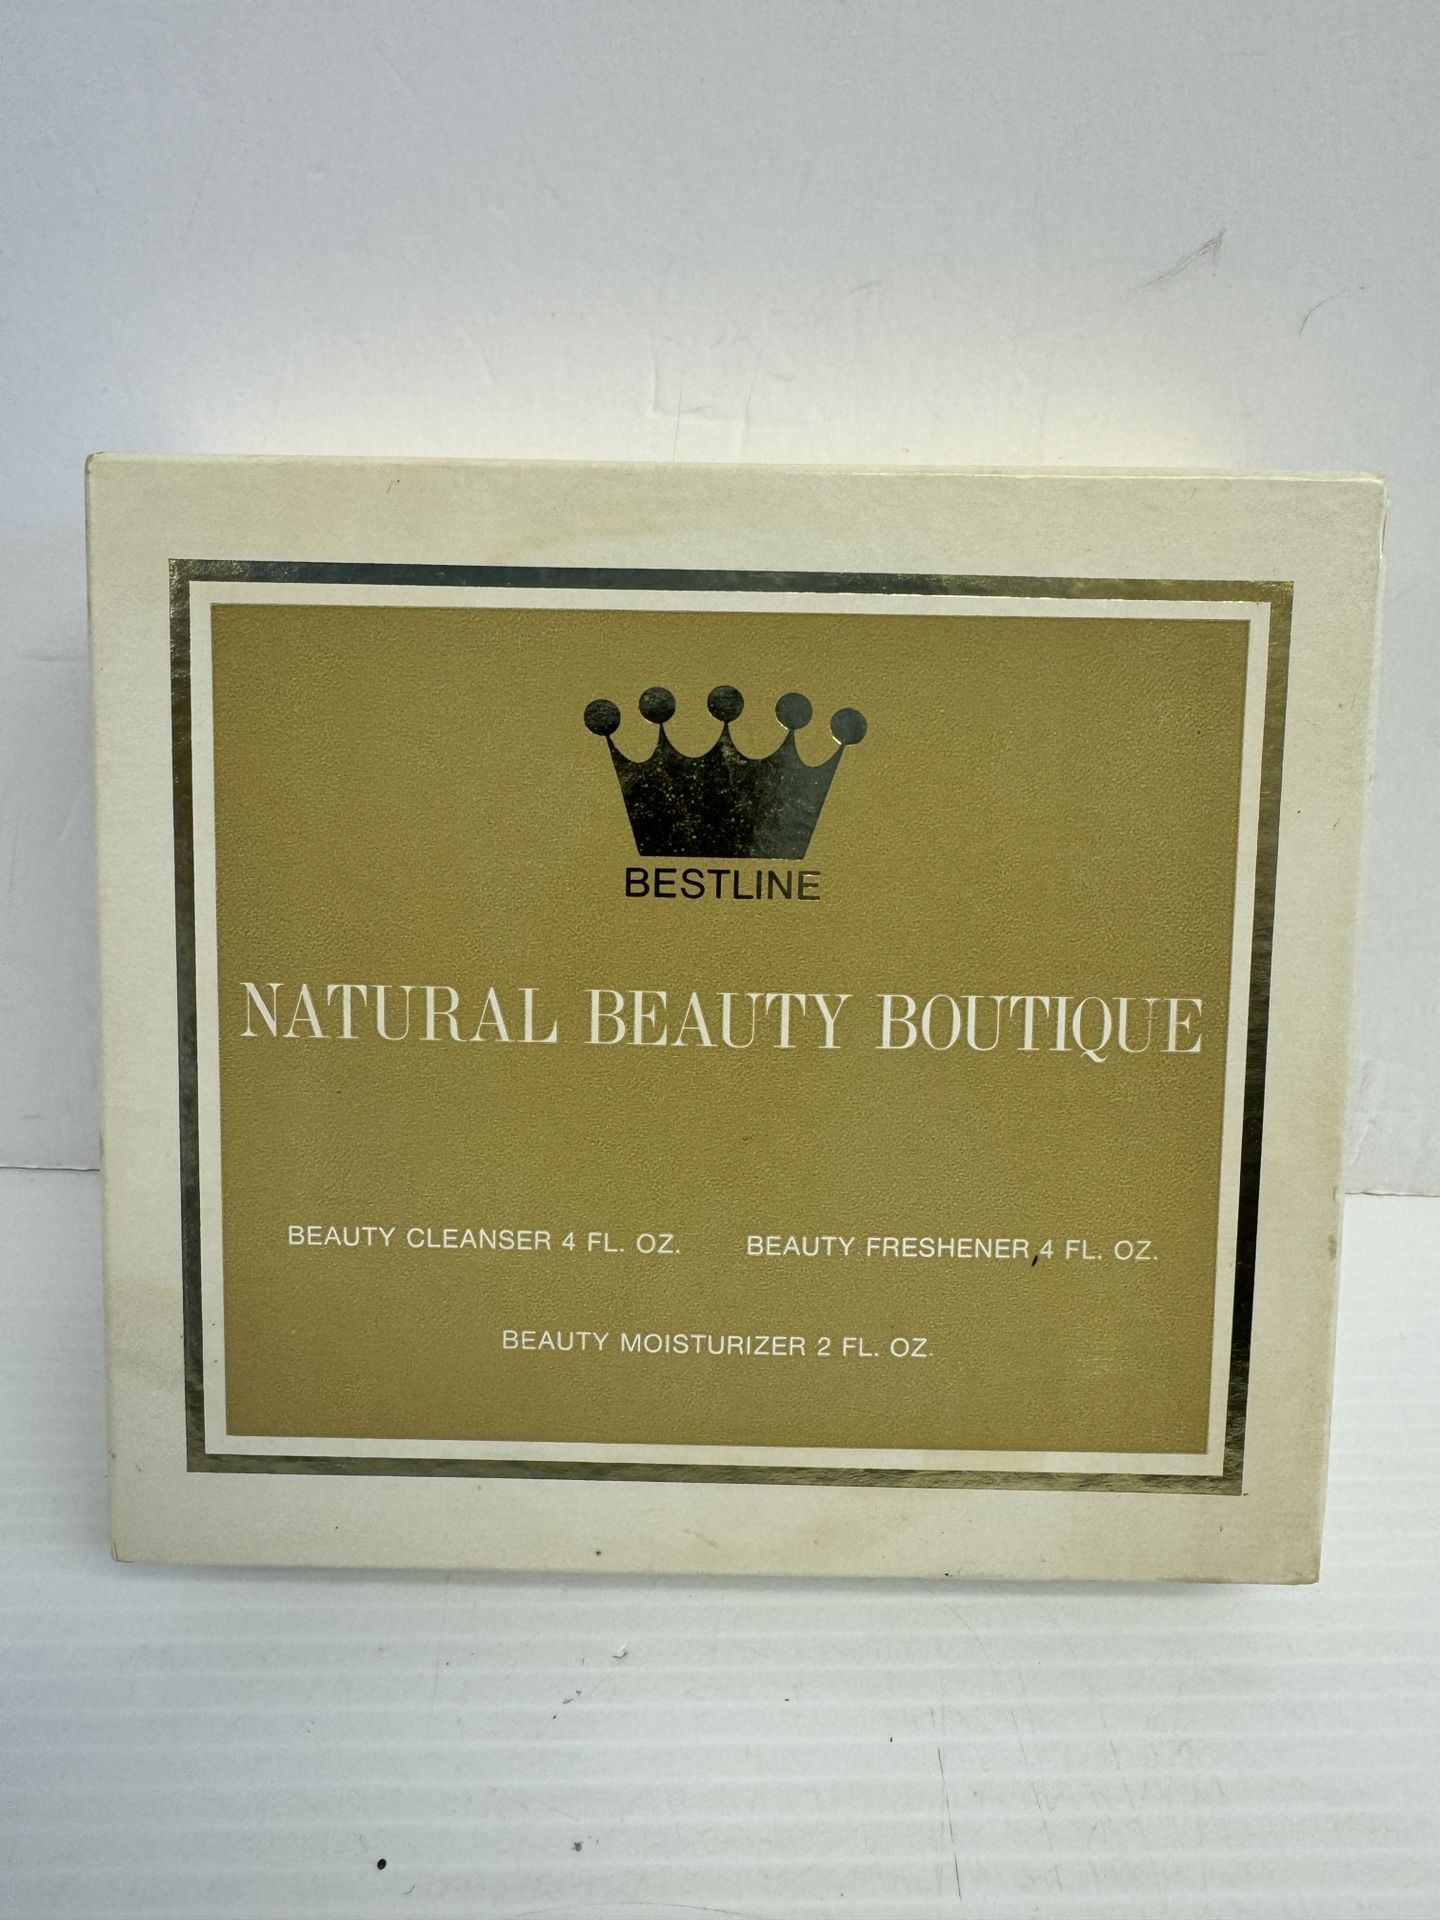 BESTLINE
NATURAL BEAUTY BOUTIQUE
BEAUTY CLEANSER 4 FL. OZ. BEAUTY FRESHENER 4 FL. OZ.
BEAUTY MOISTURIZER 2 FL. OZ.